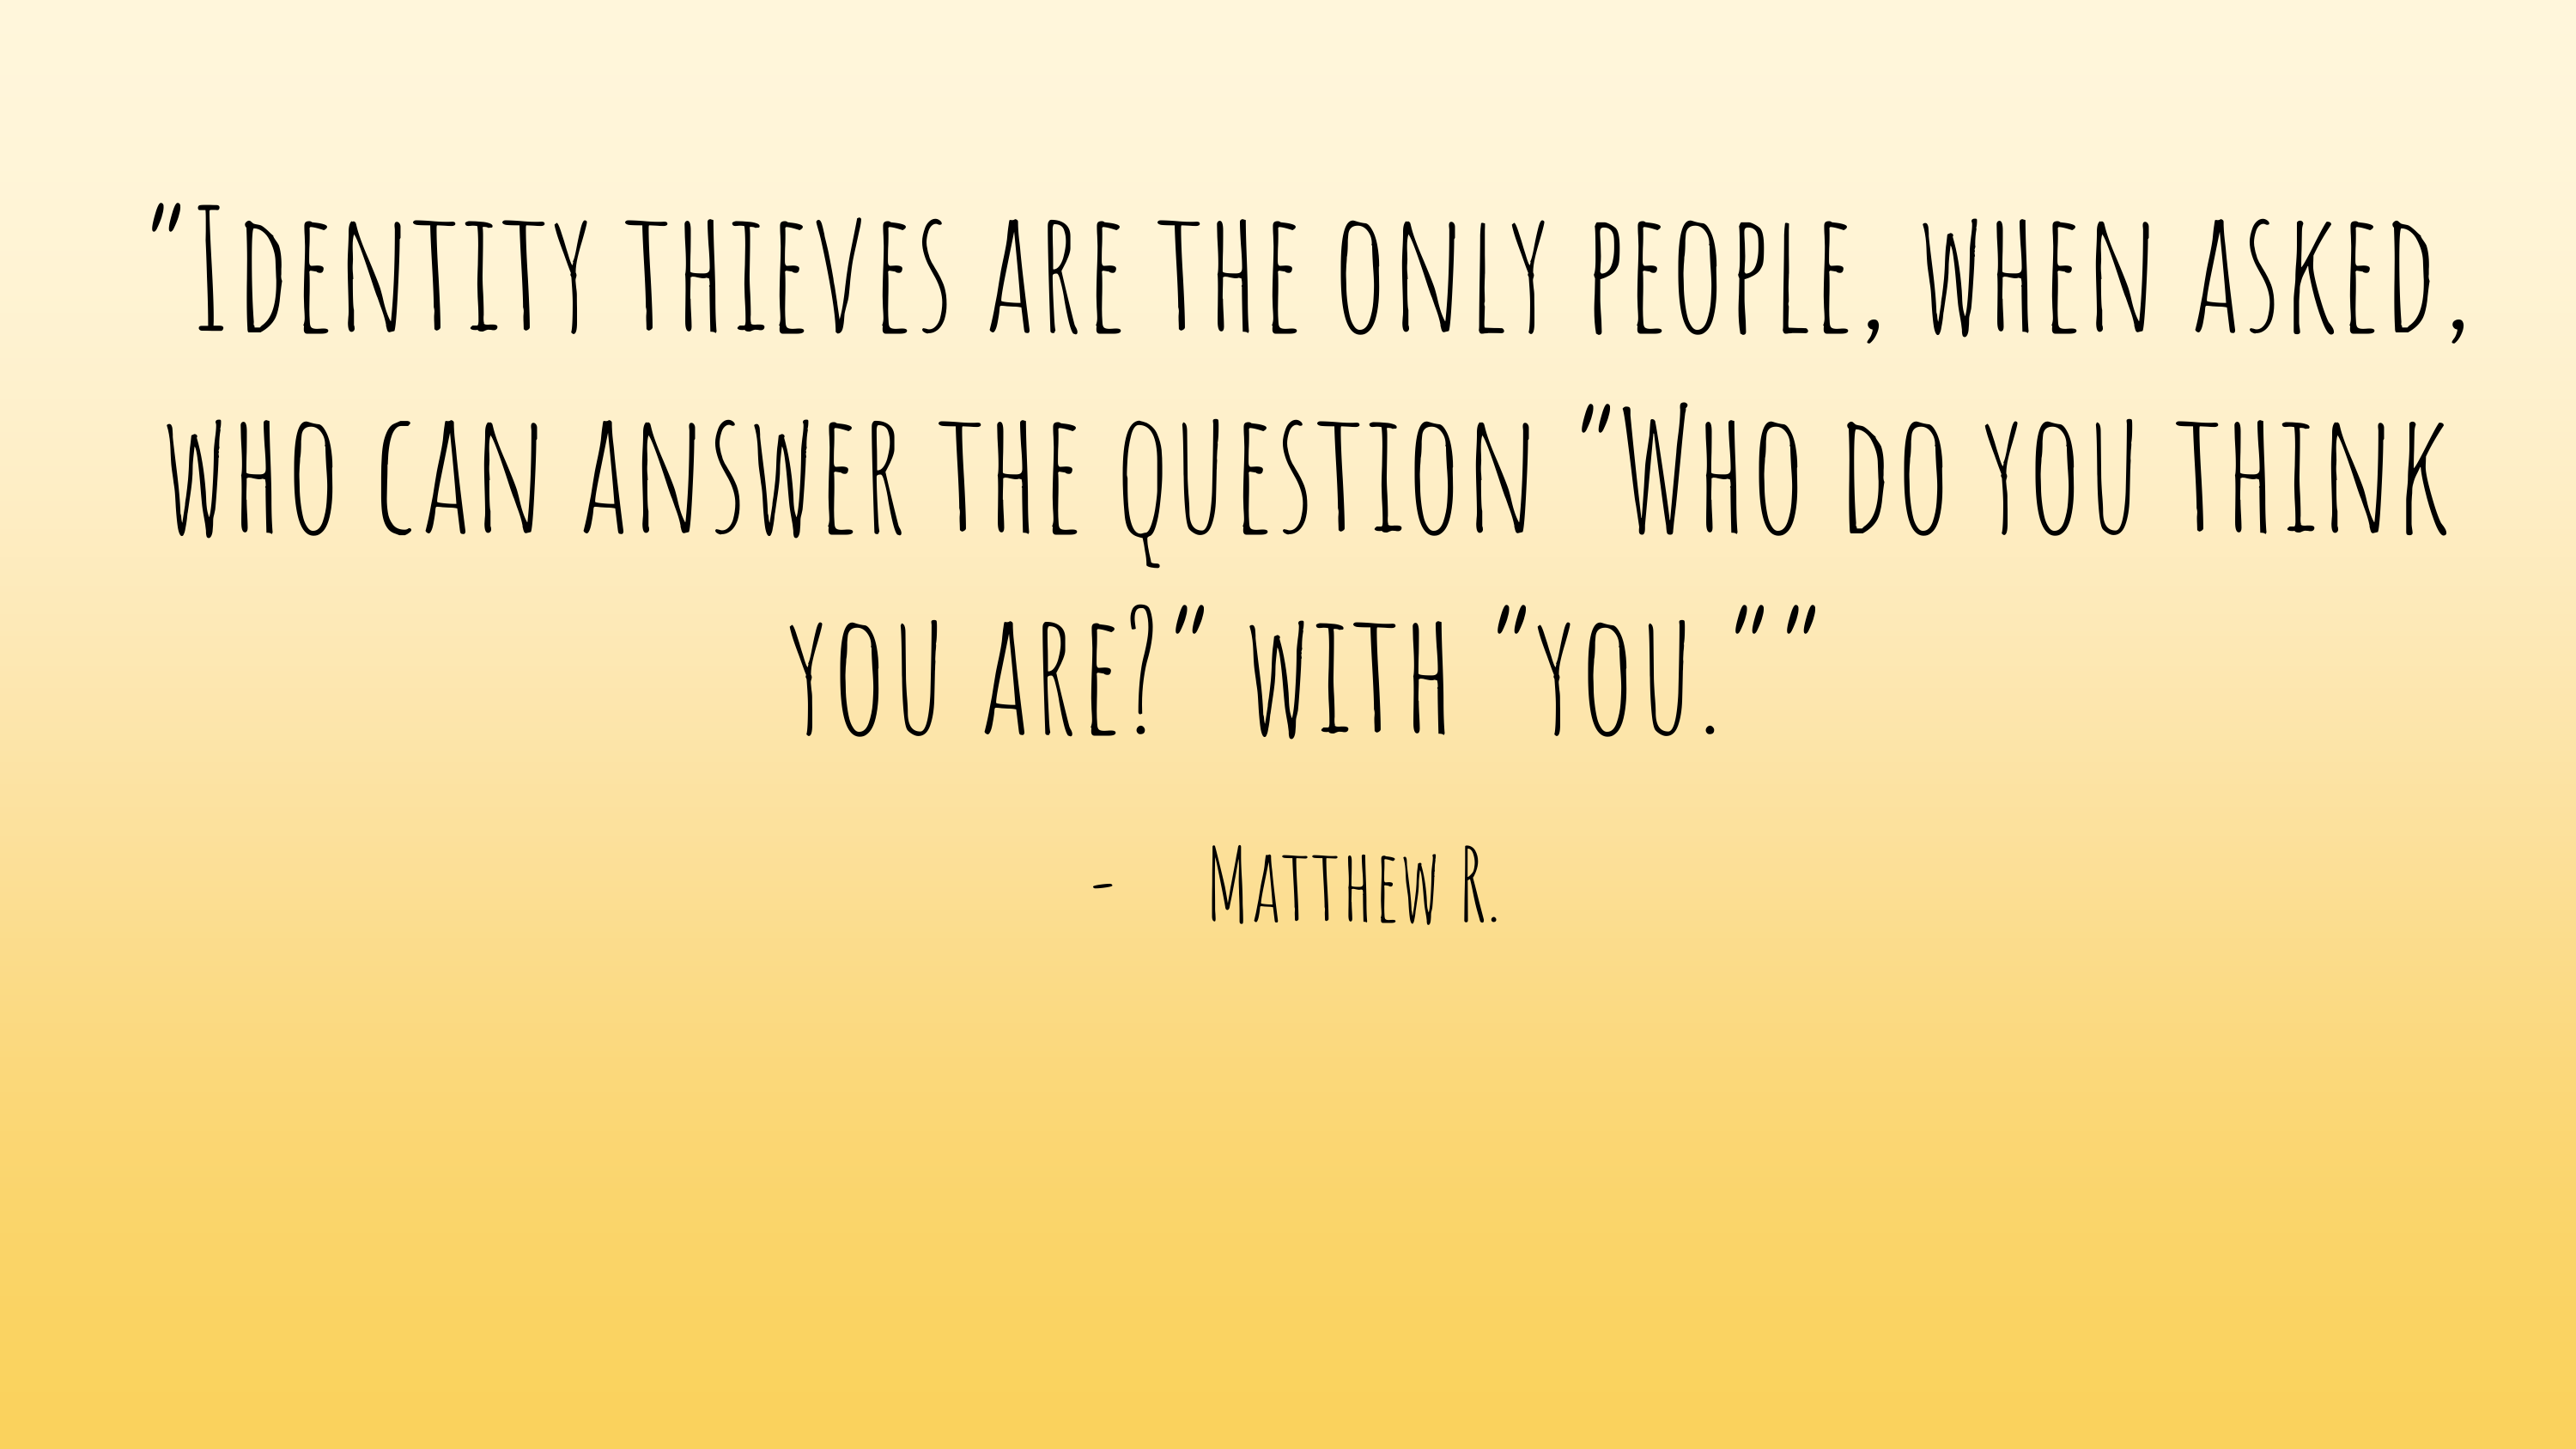 "Identity thieves are the only people, when asked,
who can answer the question "Who do you think
you are?" with "you.""
- Matthew R.